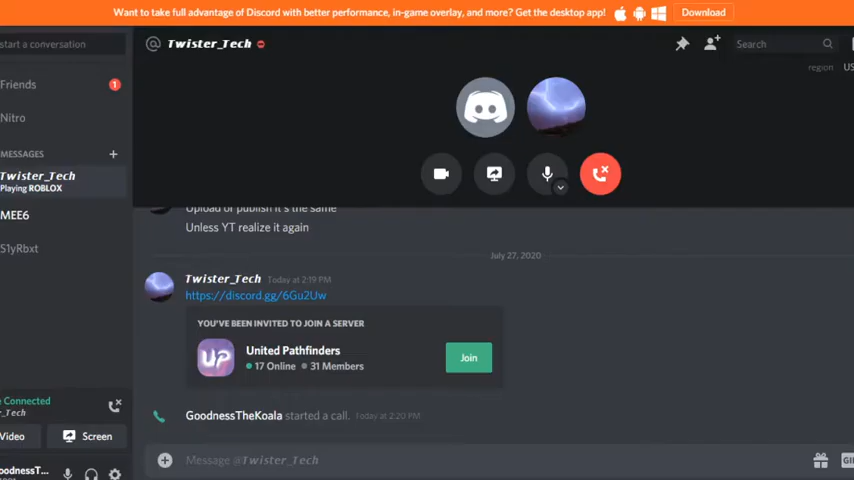 Want to take full advantage of Discord with better performance, in-game overlay, and more? Get the desktop app!
Download
start a conversation
@ Twister_Tech
Search
region
US
Friends
1
Nitro
MESSAGES
Twister_Tech
Playing ROBLOX
MEE6
S1yRbxt
Upload or publish it's the same
Unless YT realize it again
July 27, 2020
Twister_Tech Today at 2:19 PM
https://discord.gg/6Gu2Uw
YOU'VE BEEN INVITED TO JOIN A SERVER
UP
United Pathfinders
17 Online 31 Members
Join
GoodnessTheKoala started a call. Today at 2:20 PM
e Connected
r_Tech
Video
Screen
GoodnessT...
Message @Twister_Tech
GIF